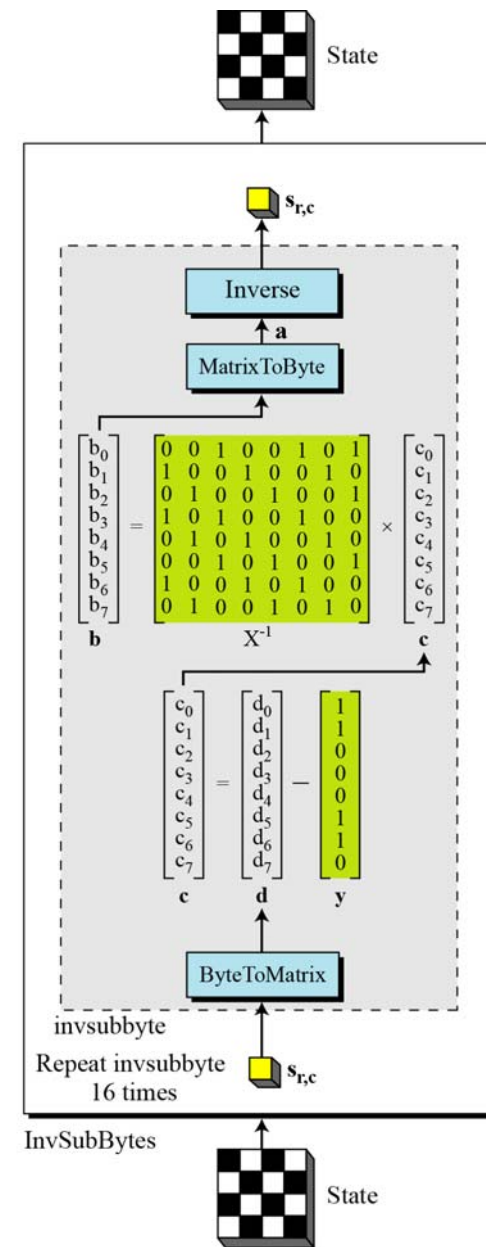 State
s_{r,c}
Inverse
a
MatrixToByte
b0 0 0 1 0 0 1 0 1 c0
b1 1 0 0 1 0 0 1 0 c1
b2 0 1 0 0 1 0 0 1 c2
b3 = 1 0 1 0 0 1 0 0 × c3
b4 0 1 0 1 0 0 1 0 c4
b5 0 0 1 0 1 0 0 1 c5
b6 1 0 0 1 0 1 0 0 c6
b7 0 1 0 0 1 0 1 0 c7
b X^-1 c
c0 d0 1
c1 d1 1
c2 d2 0
c3 = d3 — 0
c4 d4 0
c5 d5 1
c6 d6 1
c7 d7 0
c d y
ByteToMatrix
invsubbyte
Repeat invsubbyte
16 times
s_{r,c}
InvSubBytes
State